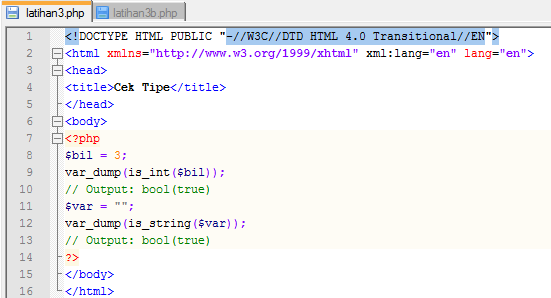 latihan3.php latihan3b.php
1 <!DOCTYPE HTML PUBLIC "-//W3C//DTD HTML 4.0 Transitional//EN">
2 <html xmlns="http://www.w3.org/1999/xhtml" xml:lang="en" lang="en">
3 <head>
4 <title>Cek Tipe</title>
5 </head>
6 <body>
7 <?php
8 $bil = 3;
9 var_dump(is_int($bil));
10 // Output: bool(true)
11 $var = "";
12 var_dump(is_string($var));
13 // Output: bool(true)
14 ?>
15 </body>
16 </html>